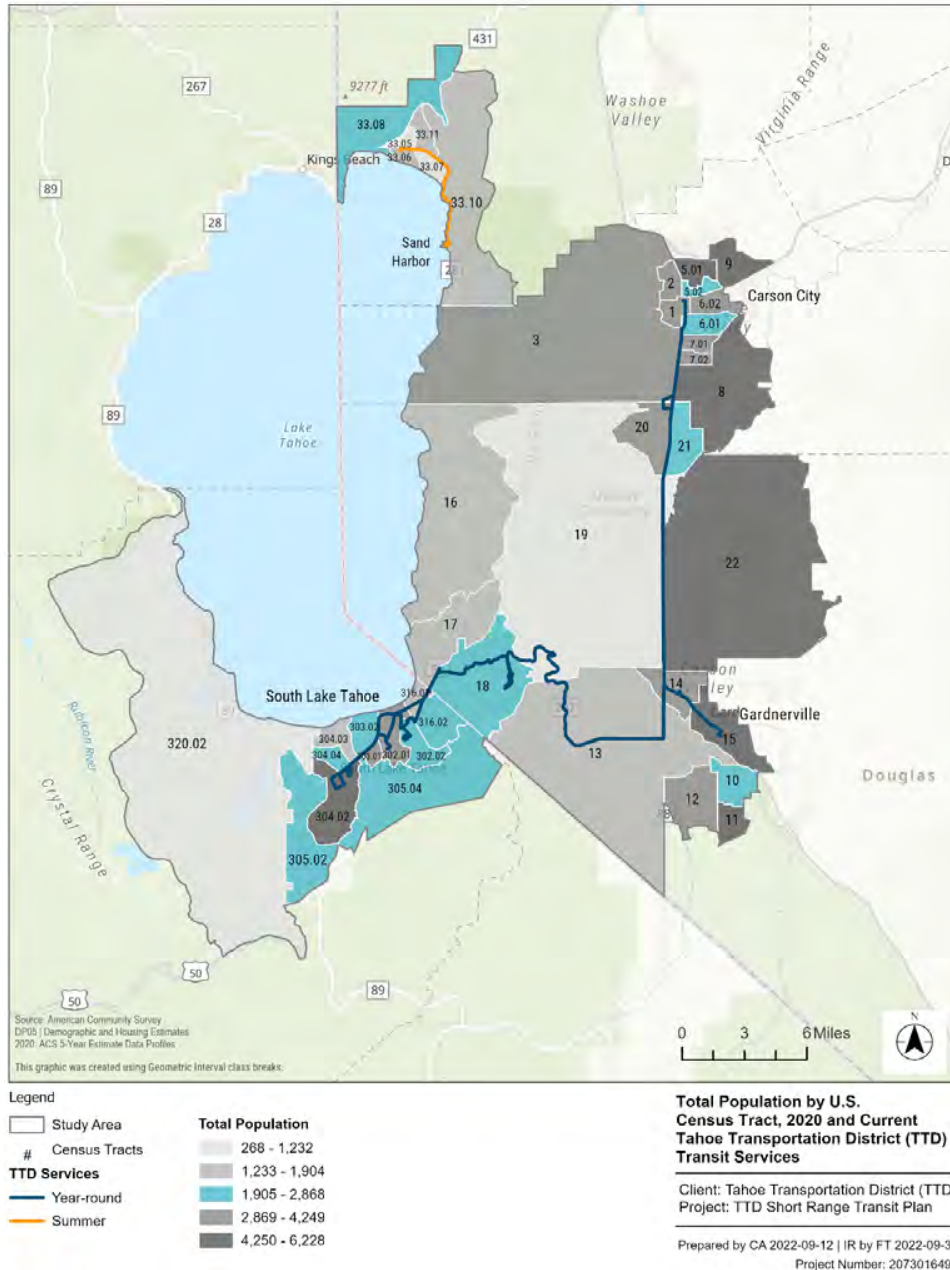 431
267
9277 ft
Washoe
Valley
Virginia Range
33.08
33.11
33.05
Kings Beach
33.06
33.07
89
28
33.10
Sand
Harbor
9
5.01
2
5.02
Carson City
6.02
1
6.01
3
7.01
7.02
8
89
Lake
Tahoe
20
21
16
19
22
17
14
South Lake Tahoe
316.01
18
Gardnerville
303.02
316.02
15
304.03
320.02
304.04
302.01
302.02
13
10
Rubicon River
305.04
12
Douglas
Crystal Range
304.02
11
305.02
50
50
89
Source: American Community Survey
DP05 | Demographic and Housing Estimates
2020: ACS 5-Year Estimate Data Profiles
This graphic was created using Geometric Interval class breaks.
0 3 6 Miles
N
Legend
Study Area
# Census Tracts
TTD Services
Year-round
Summer
Total Population
268 - 1,232
1,233 - 1,904
1,905 - 2,868
2,869 - 4,249
4,250 - 6,228
Total Population by U.S.
Census Tract, 2020 and Current
Tahoe Transportation District (TTD)
Transit Services
Client: Tahoe Transportation District (TTD
Project: TTD Short Range Transit Plan
Prepared by CA 2022-09-12 | IR by FT 2022-09-3
Project Number: 207301649